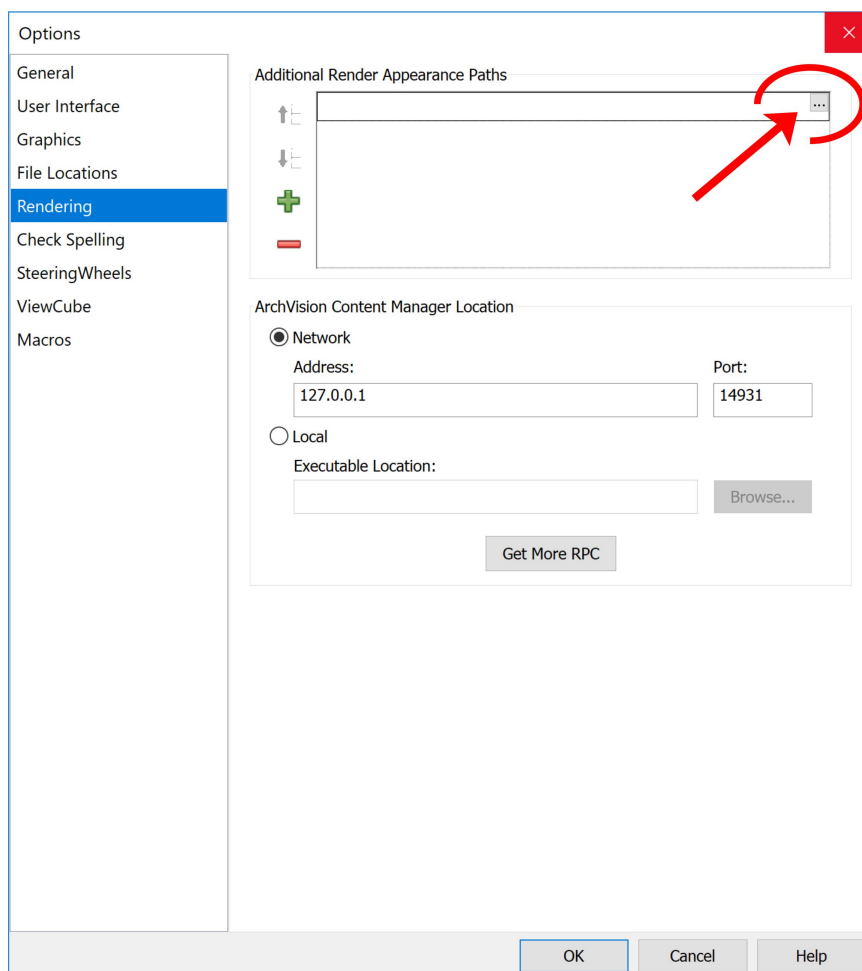 Options
General
User Interface
Graphics
File Locations
Rendering
Check Spelling
SteeringWheels
ViewCube
Macros
Additional Render Appearance Paths
...
ArchVision Content Manager Location
Network
Address:
Port:
127.0.0.1
14931
Local
Executable Location:
Browse...
Get More RPC
OK
Cancel
Help